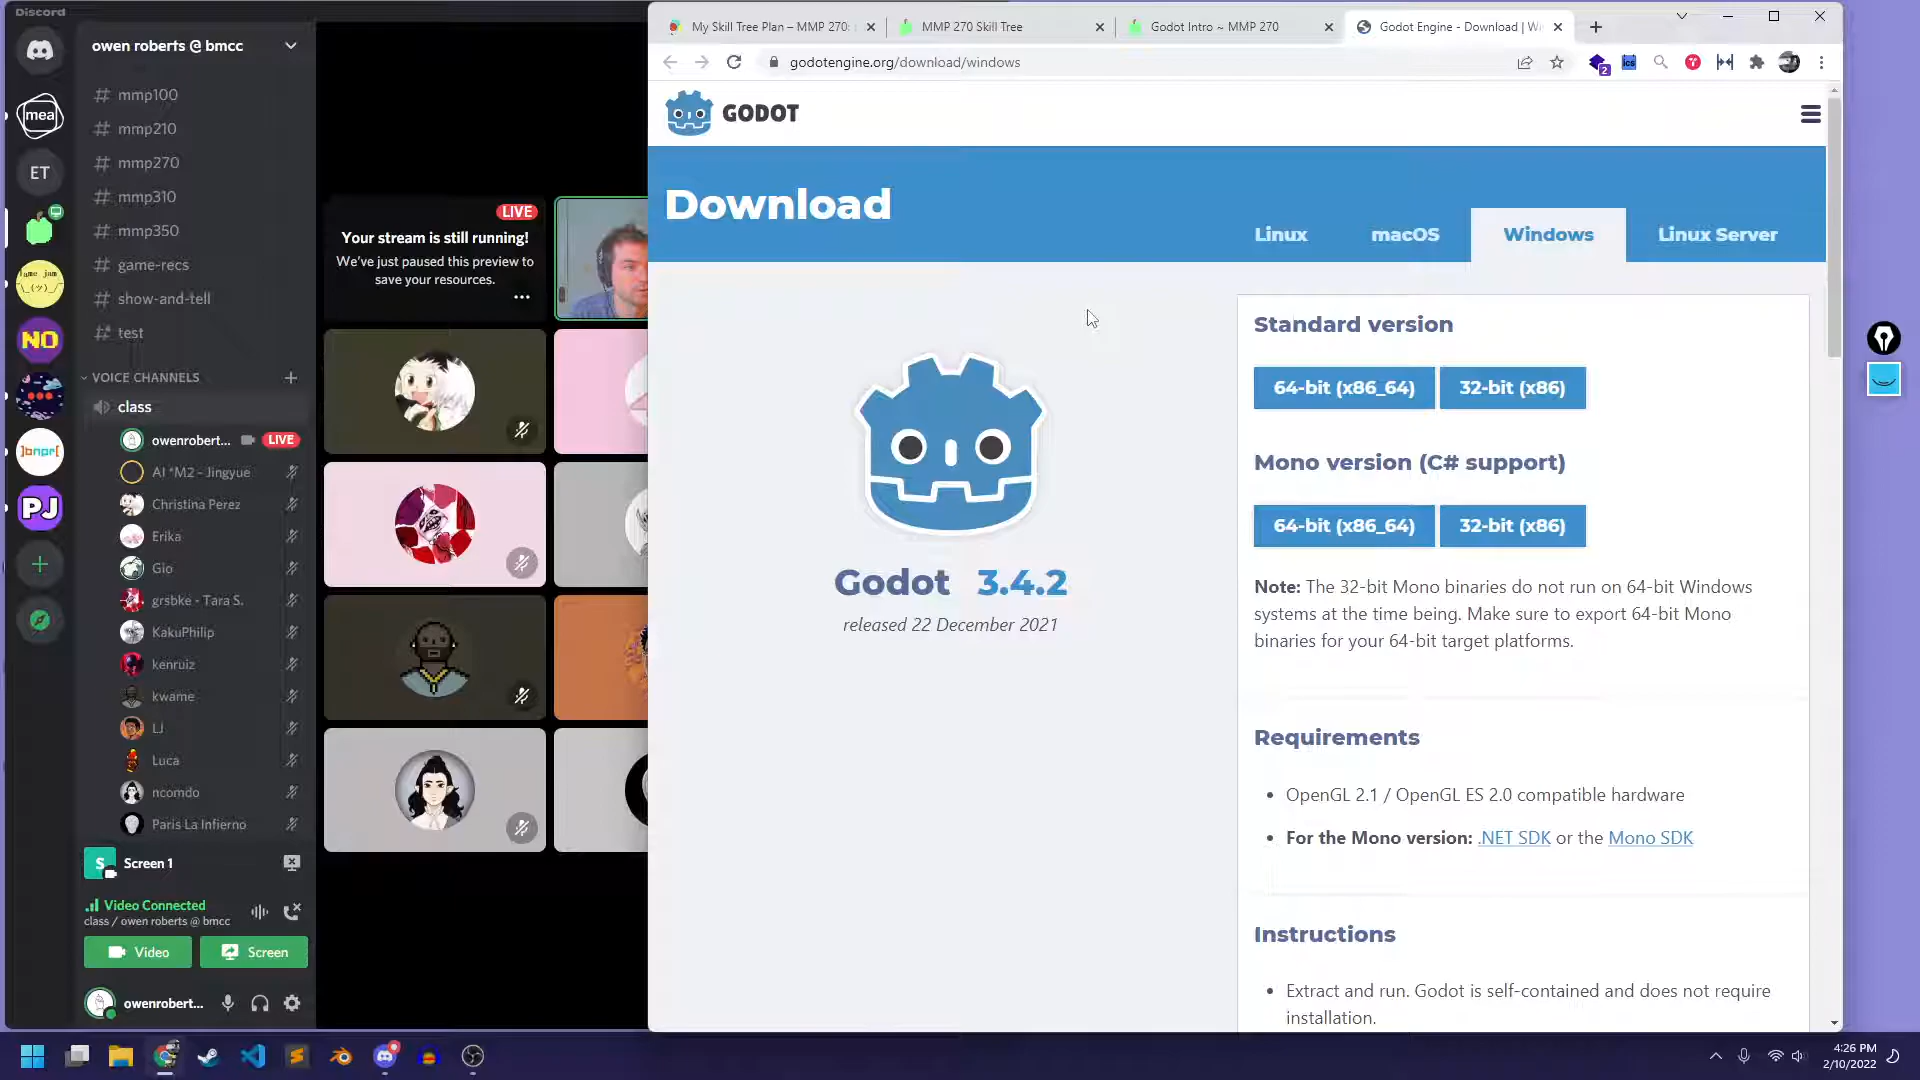 Discord
owen roberts @ bmcc
mmp100
mmp210
mmp270
mmp310
mmp350
game-recs
show-and-tell
test
VOICE CHANNELS
class
owenrobert... LIVE
AI *M2 - Jingyue
Christina Perez
Erika
Gio
grsbke - Tara S.
KakuPhilip
kenruiz
kwame
LJ
Luca
ncomdo
Paris La Infierno
S Screen 1
Video Connected
class / owen roberts @ bmcc
Video Screen
owenrobert...
mea
ET
NO
]bnpr[
PJ
LIVE
Your stream is still running!
We've just paused this preview to
save your resources.
My Skill Tree Plan – MMP 270:
MMP 270 Skill Tree
Godot Intro ~ MMP 270
Godot Engine - Download | Wi
godotengine.org/download/windows
2
ics
GODOT
Download
Linux macOS Windows Linux Server
Godot 3.4.2
released 22 December 2021
Standard version
64-bit (x86_64) 32-bit (x86)
Mono version (C# support)
64-bit (x86_64) 32-bit (x86)
Note: The 32-bit Mono binaries do not run on 64-bit Windows
systems at the time being. Make sure to export 64-bit Mono
binaries for your 64-bit target platforms.
Requirements
OpenGL 2.1 / OpenGL ES 2.0 compatible hardware
For the Mono version: .NET SDK or the Mono SDK
Instructions
Extract and run. Godot is self-contained and does not require
installation.
4:26 PM
2/10/2022